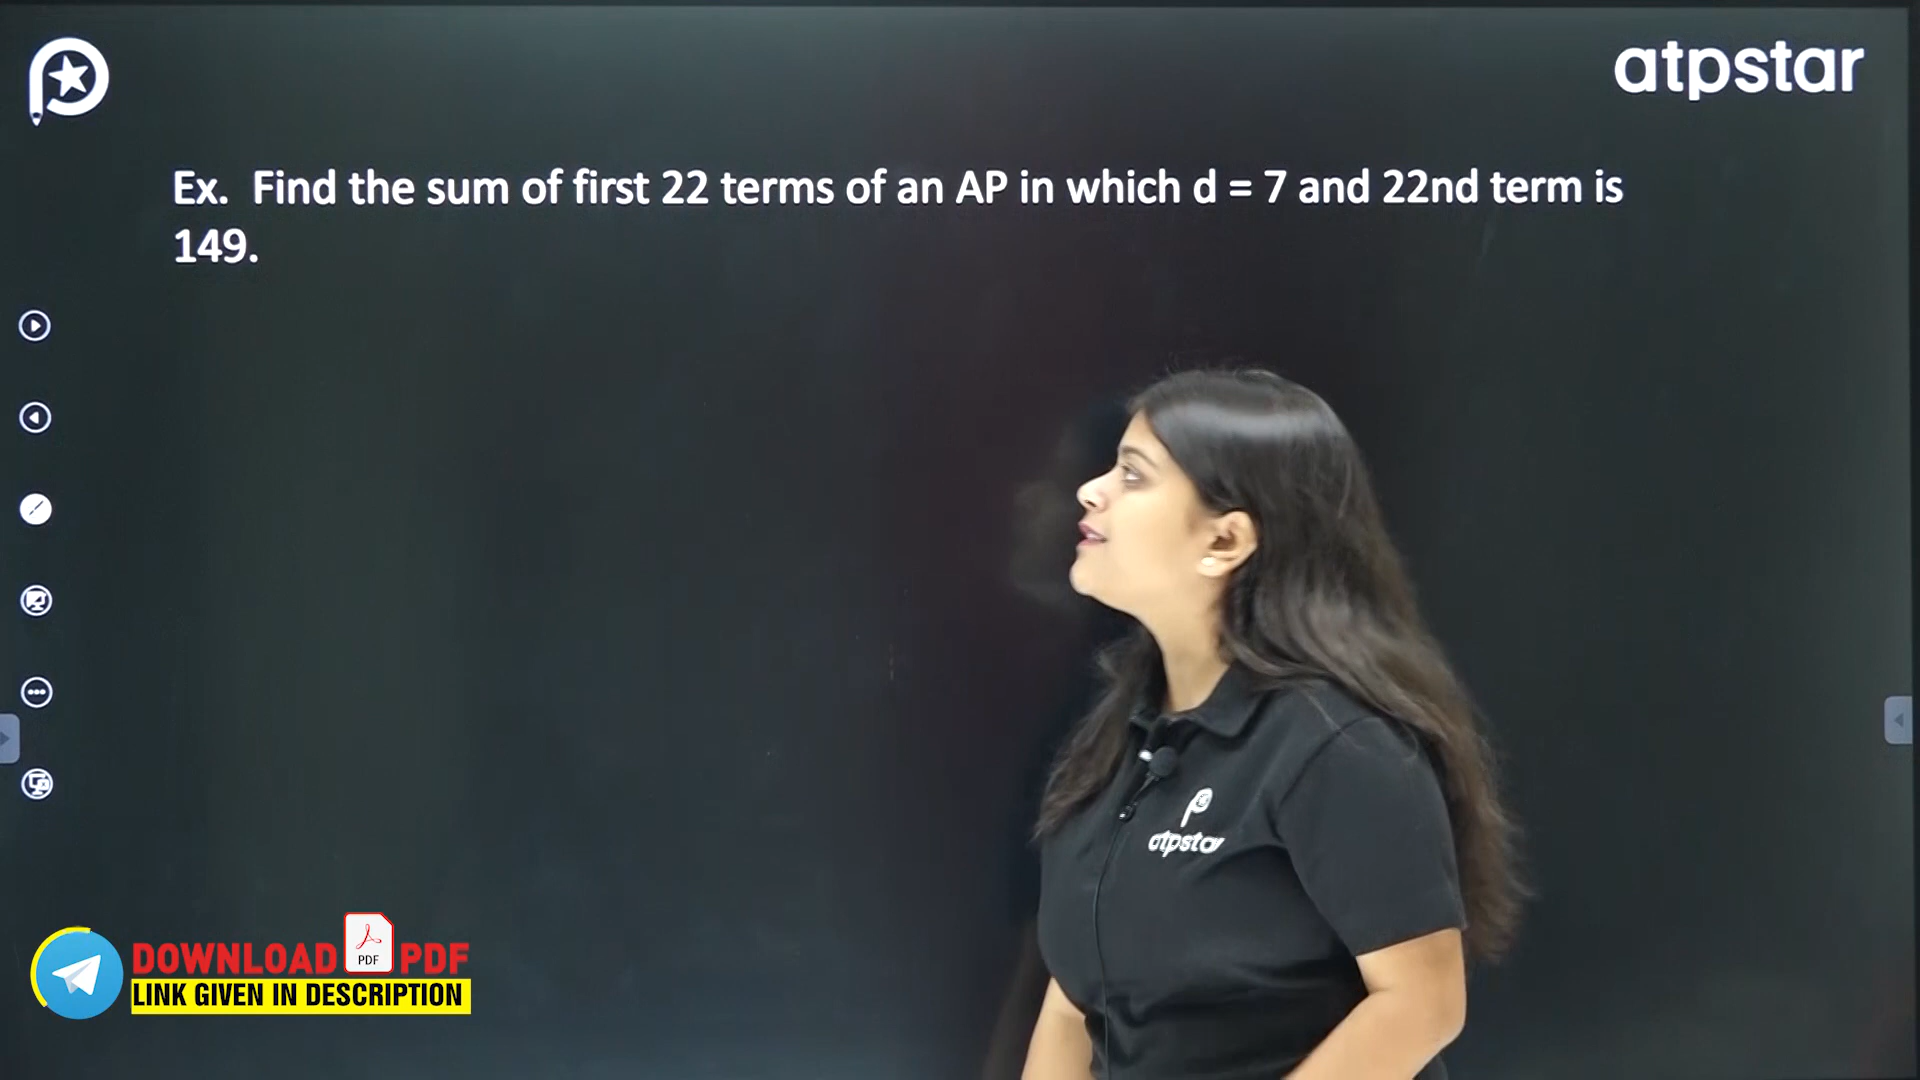 atpstar
Ex. Find the sum of first 22 terms of an AP in which d = 7 and 22nd term is
149.
atpstar
DOWNLOAD PDF PDF
LINK GIVEN IN DESCRIPTION